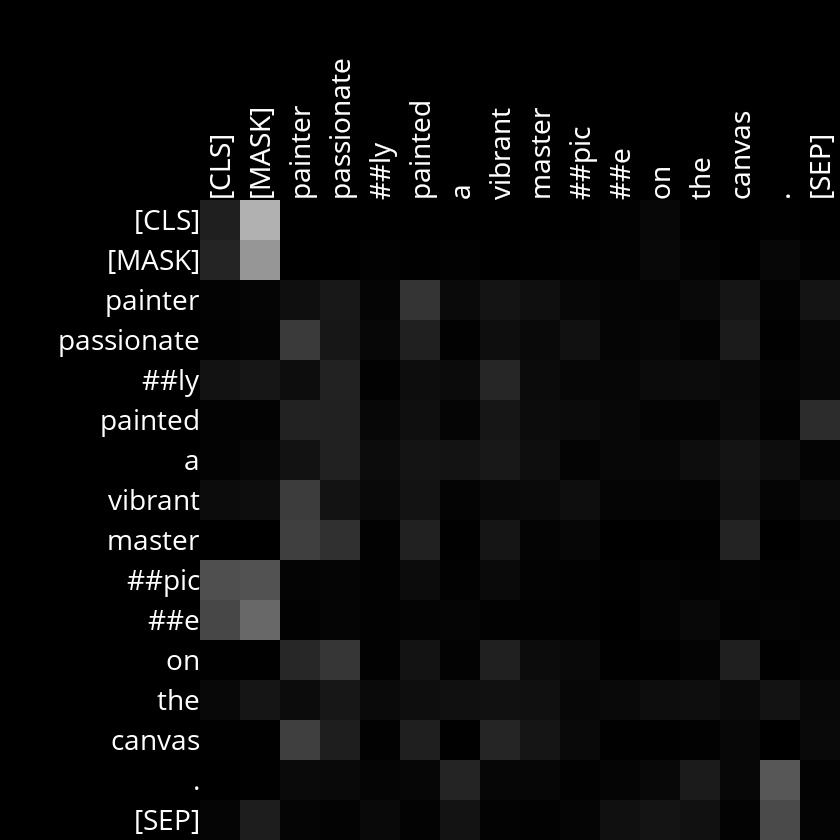 [CLS] [MASK] painter passionate ##ly painted a vibrant master ##pic ##e on the canvas . [SEP]
[CLS]
[MASK]
painter
passionate
##ly
painted
a
vibrant
master
##pic
##e
on
the
canvas
.
[SEP]